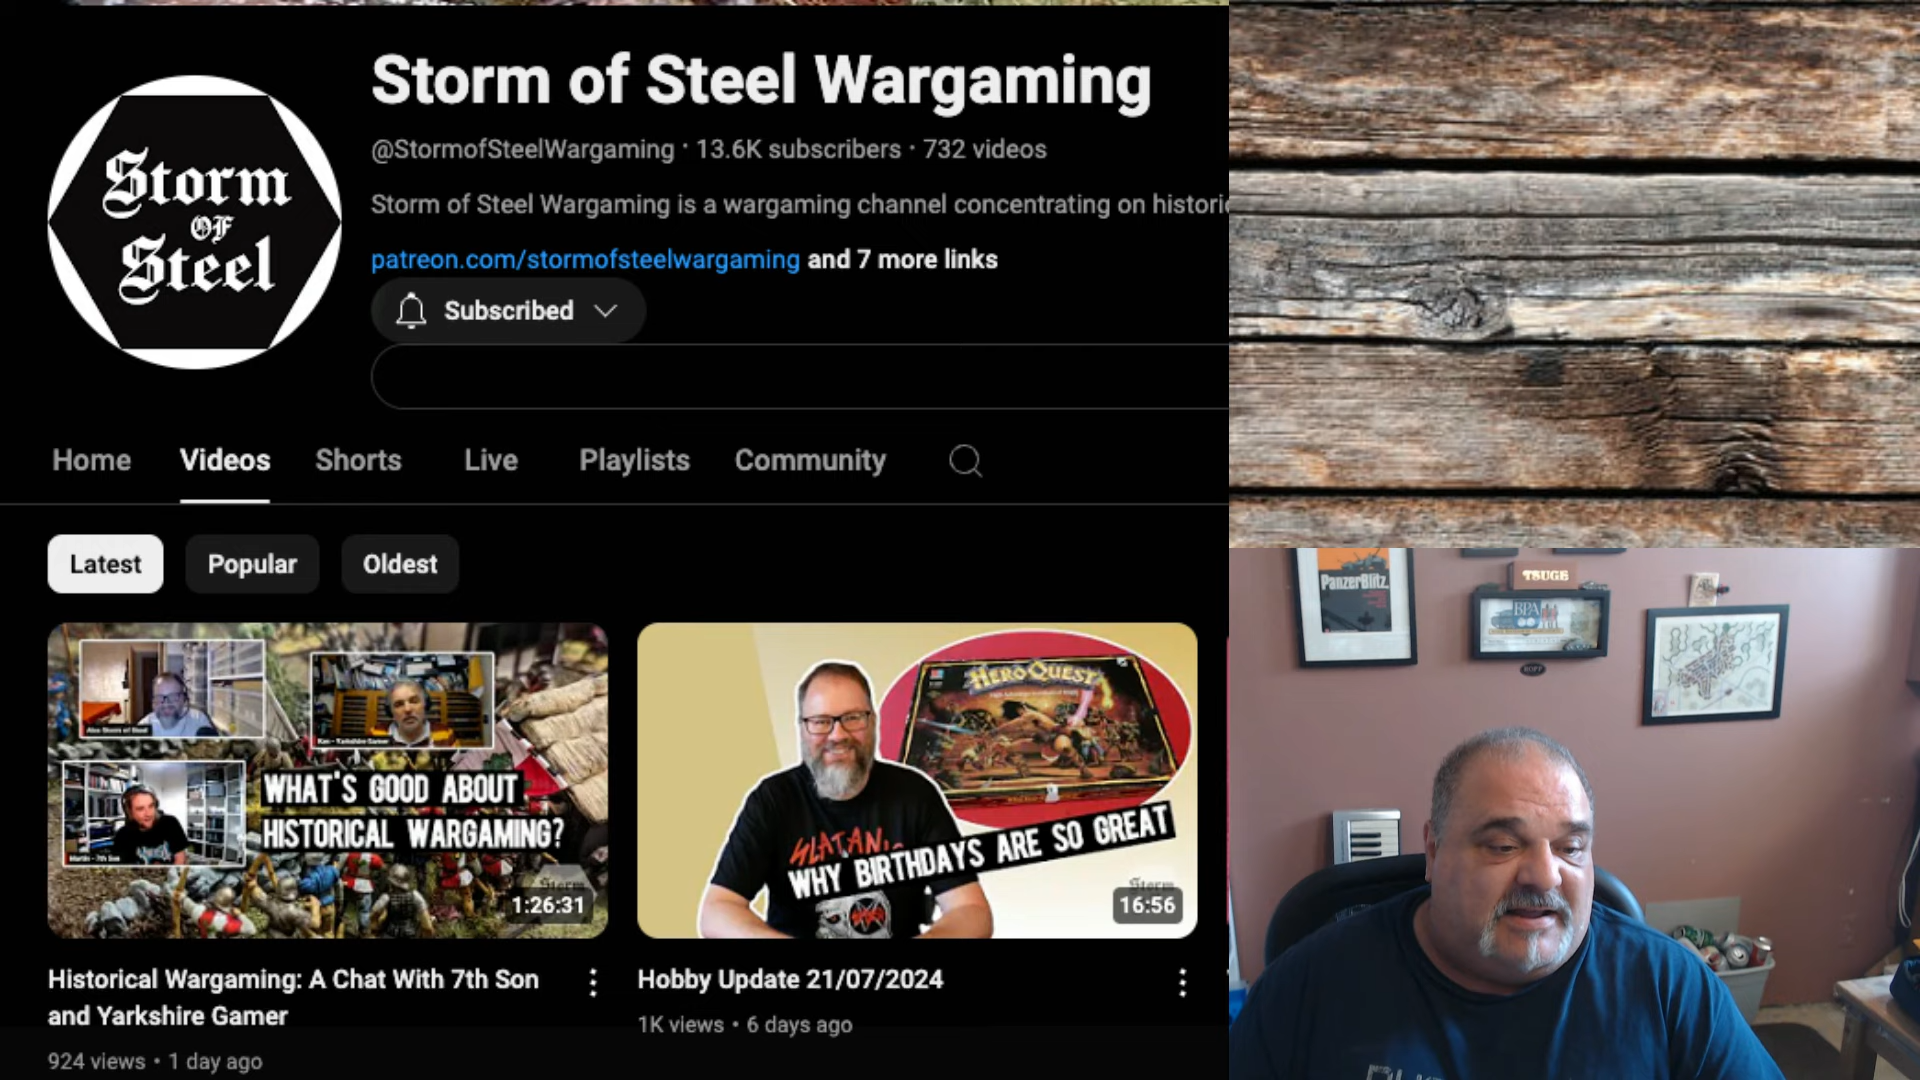 Storm
OF
Steel
Storm of Steel Wargaming
@StormofSteelWargaming · 13.6K subscribers · 732 videos
Storm of Steel Wargaming is a wargaming channel concentrating on histori
patreon.com/stormofsteelwargaming and 7 more links
Subscribed
Home Videos Shorts Live Playlists Community
Latest Popular Oldest
WHAT'S GOOD ABOUT
HISTORICAL WARGAMING?
Storm
1:26:31
HEROQUEST
SLATAN
WHY BIRTHDAYS ARE SO GREAT
Storm
16:56
Historical Wargaming: A Chat With 7th Son
and Yarkshire Gamer
924 views • 1 day ago
Hobby Update 21/07/2024
1K views • 6 days ago
PanzerBlitz
TSUGE
BPA